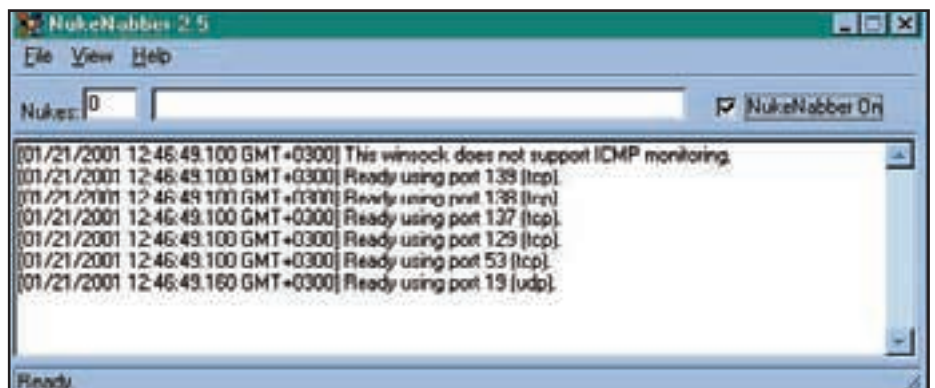 NukeNabber 2.5
File View Help
Nukes: 0
NukeNabber On
[01/21/2001 12:46:49.100 GMT+0300] This winsock does not support ICMP monitoring.
[01/21/2001 12:46:49.100 GMT+0300] Ready using port 139 (tcp).
[01/21/2001 12:46:49.100 GMT+0300] Ready using port 138 (tcp).
[01/21/2001 12:46:49.100 GMT+0300] Ready using port 137 (tcp).
[01/21/2001 12:46:49.100 GMT+0300] Ready using port 129 (tcp).
[01/21/2001 12:46:49.100 GMT+0300] Ready using port 53 (tcp).
[01/21/2001 12:46:49.160 GMT+0300] Ready using port 19 (udp).
Ready